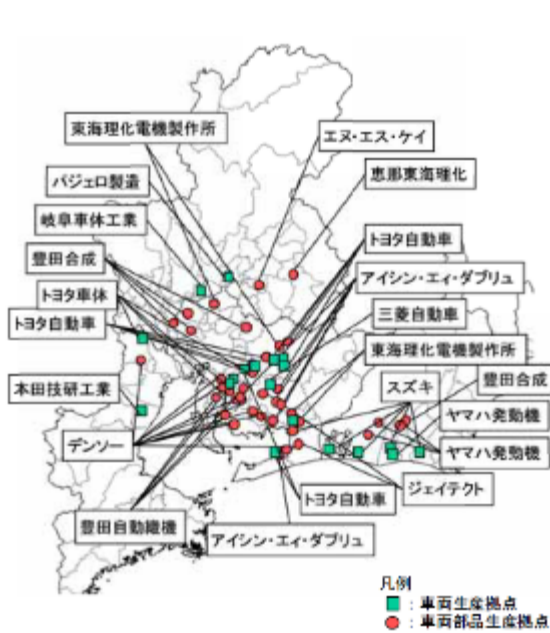 東海理化電機製作所
エヌ・エス・ケイ
パジェロ製造
恵那東海理化
岐阜車体工業
トヨタ自動車
豊田合成
アイシン・エィ・ダブリュ
トヨタ車体
三菱自動車
トヨタ自動車
東海理化電機製作所
スズキ
豊田合成
本田技研工業
ヤマハ発動機
デンソー
ヤマハ発動機
ジェイテクト
トヨタ自動車
豊田自動織機
アイシン・エィ・ダブリュ
凡例
：車両生産拠点
：車両部品生産拠点